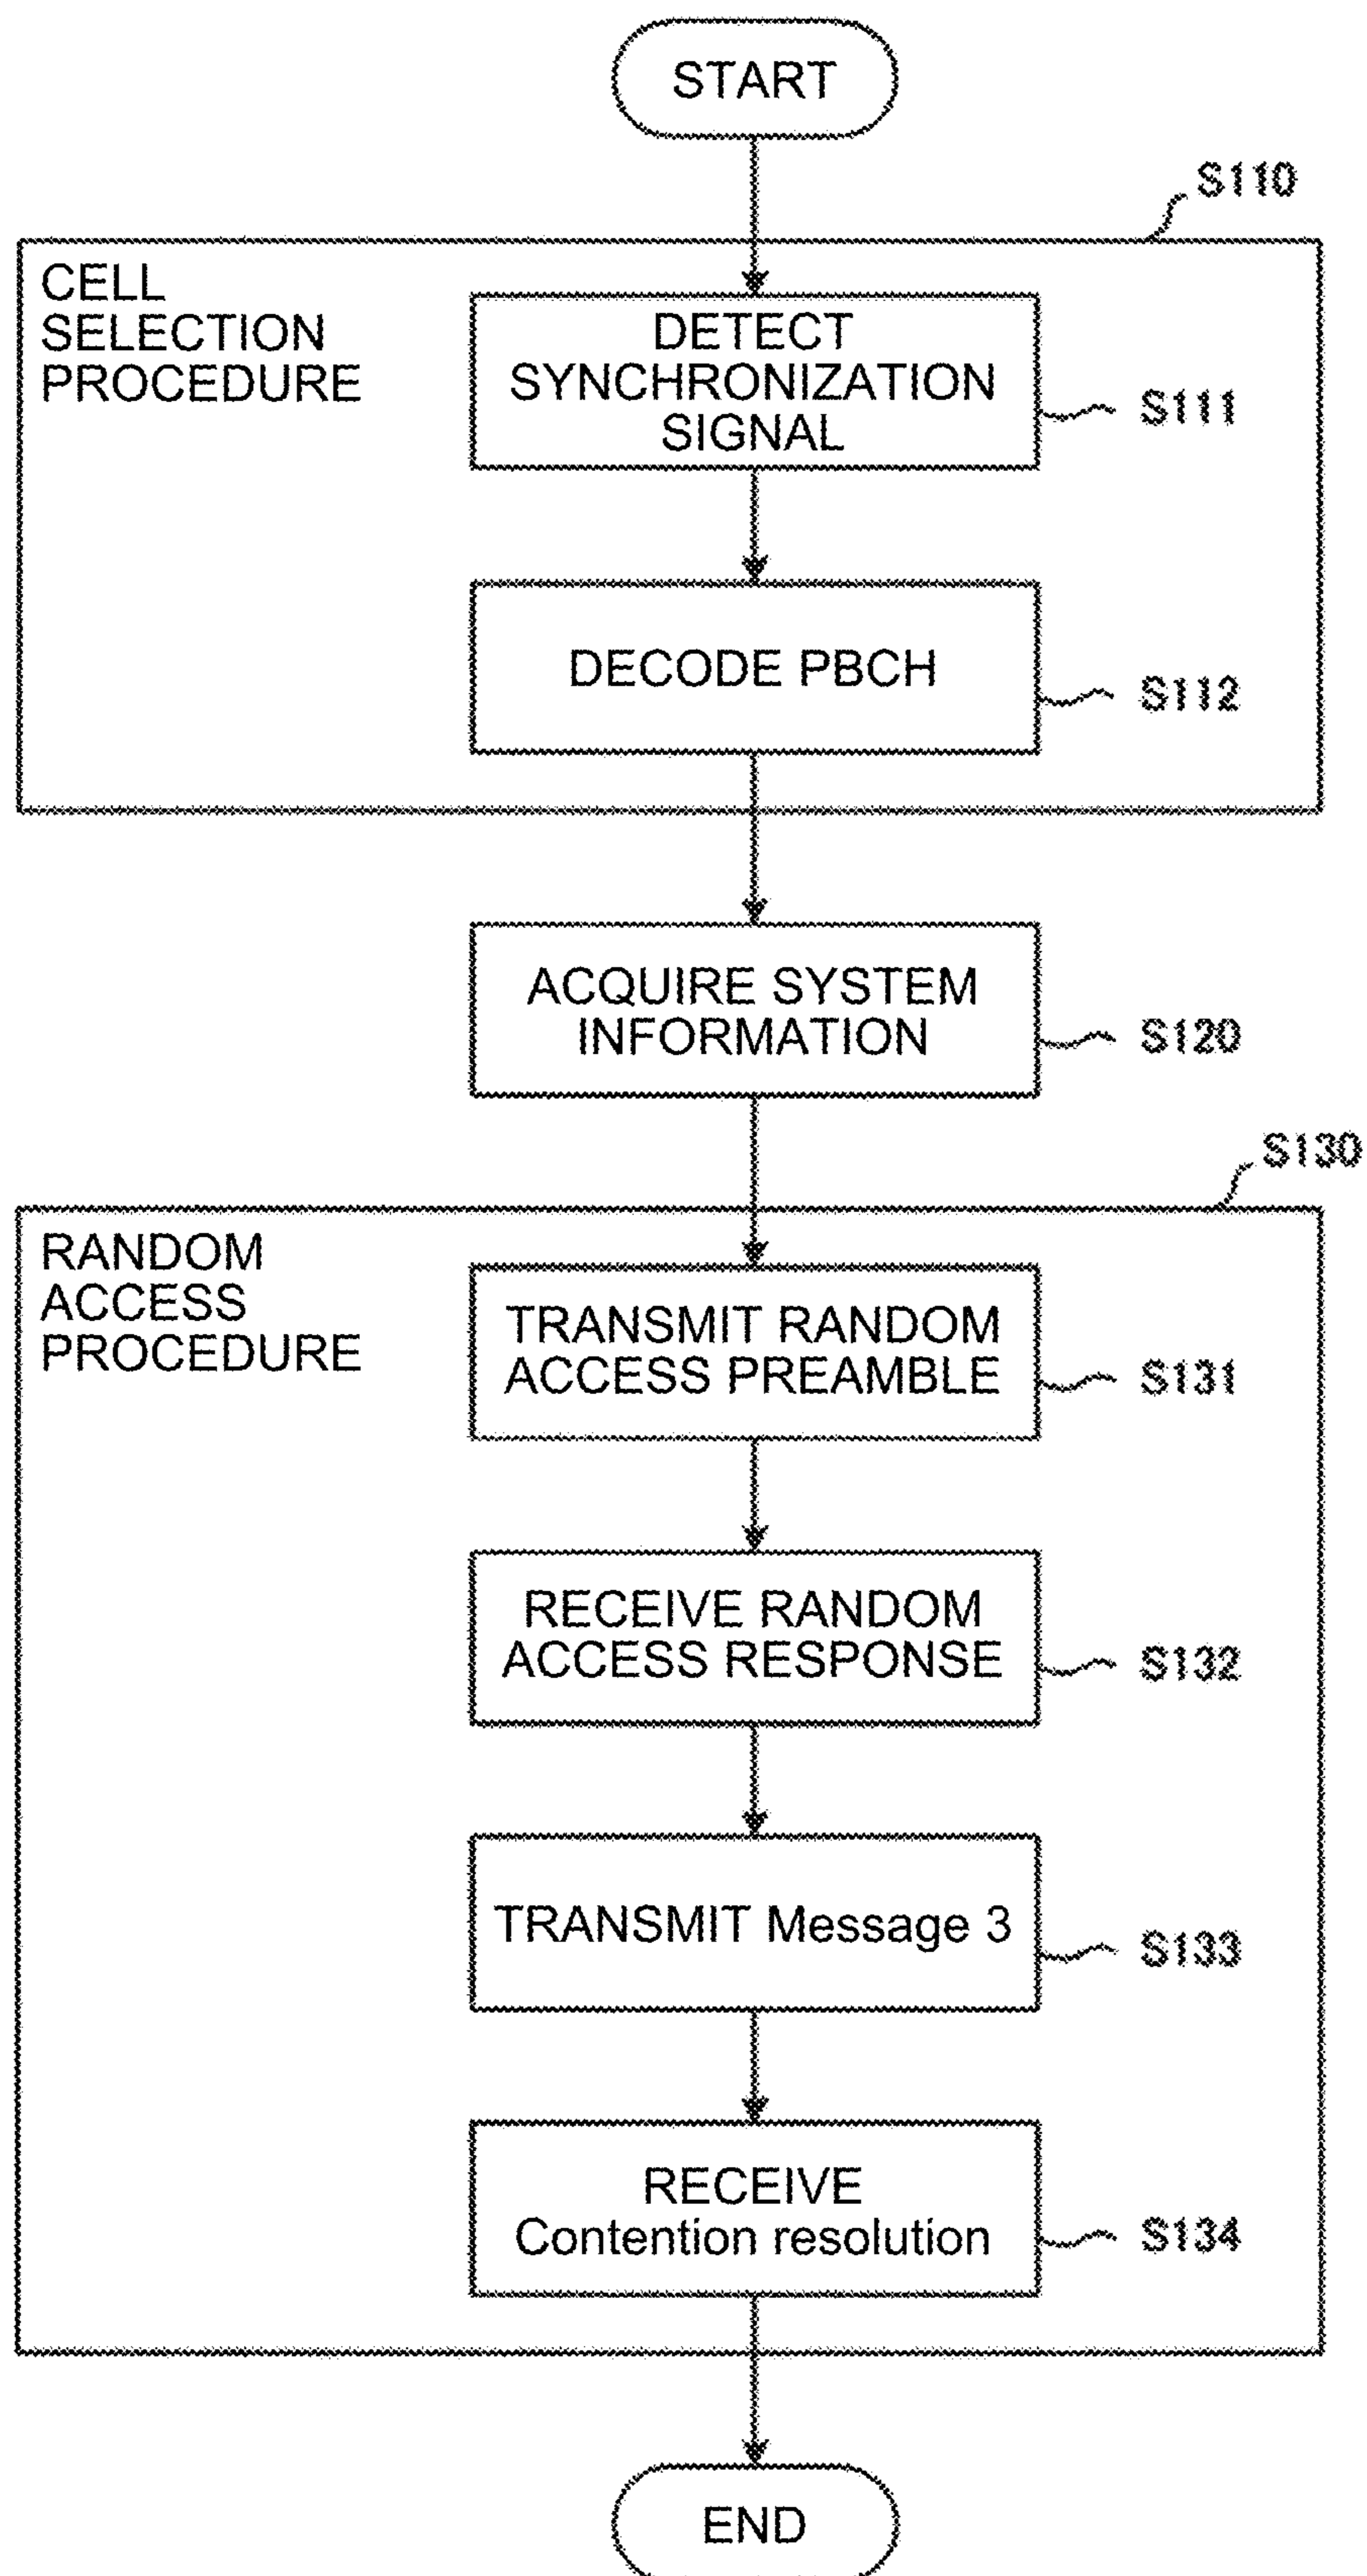 START
S110
CELL
SELECTION
PROCEDURE
DETECT
SYNCHRONIZATION
SIGNAL
S111
DECODE PBCH
S112
ACQUIRE SYSTEM
INFORMATION
S120
S130
RANDOM
ACCESS
PROCEDURE
TRANSMIT RANDOM
ACCESS PREAMBLE
S131
RECEIVE RANDOM
ACCESS RESPONSE
S132
TRANSMIT Message 3
S133
RECEIVE
Contention resolution
S134
END